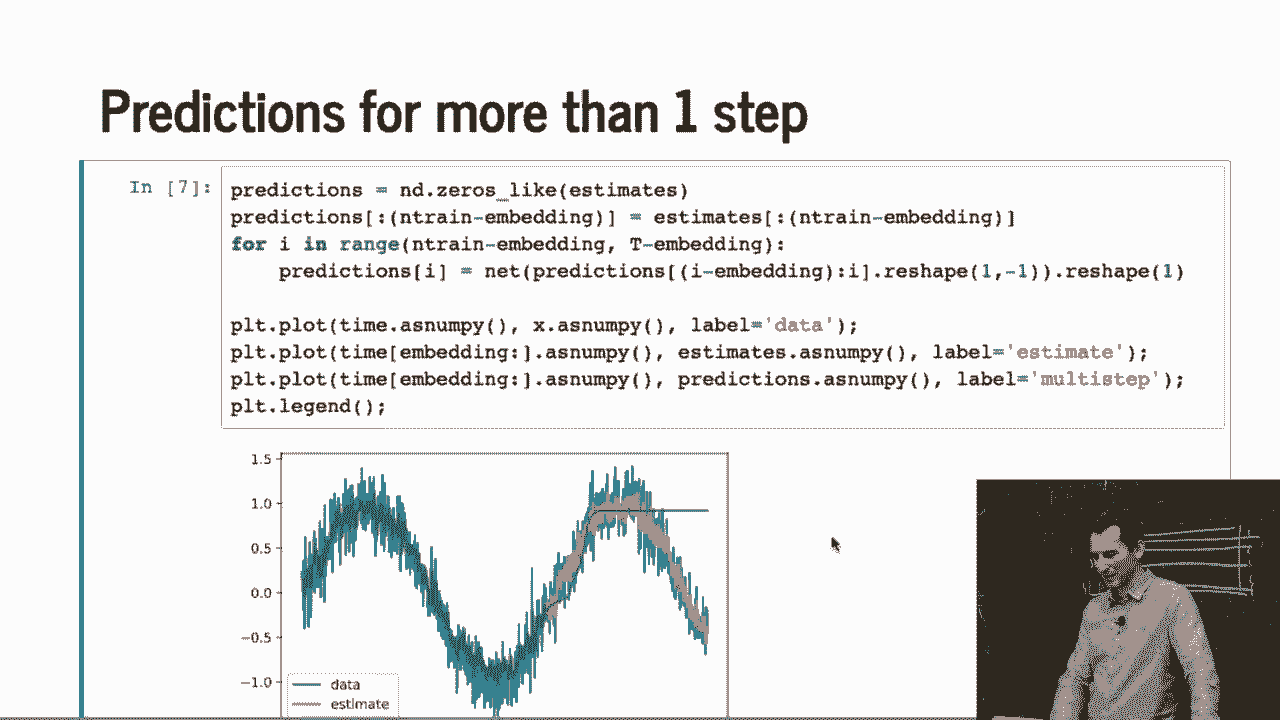 Predictions for more than 1 step
In [7]:
predictions = nd.zeros_like(estimates)
predictions[:(ntrain-embedding)] = estimates[:(ntrain-embedding)]
for i in range(ntrain-embedding, T-embedding):
    predictions[i] = net(predictions[(i-embedding):i].reshape(1,-1)).reshape(1)
plt.plot(time.asnumpy(), x.asnumpy(), label='data');
plt.plot(time[embedding:].asnumpy(), estimates.asnumpy(), label='estimate');
plt.plot(time[embedding:].asnumpy(), predictions.asnumpy(), label='multistep');
plt.legend();
1.5
1.0
0.5
0.0
−0.5
−1.0
data
estimate